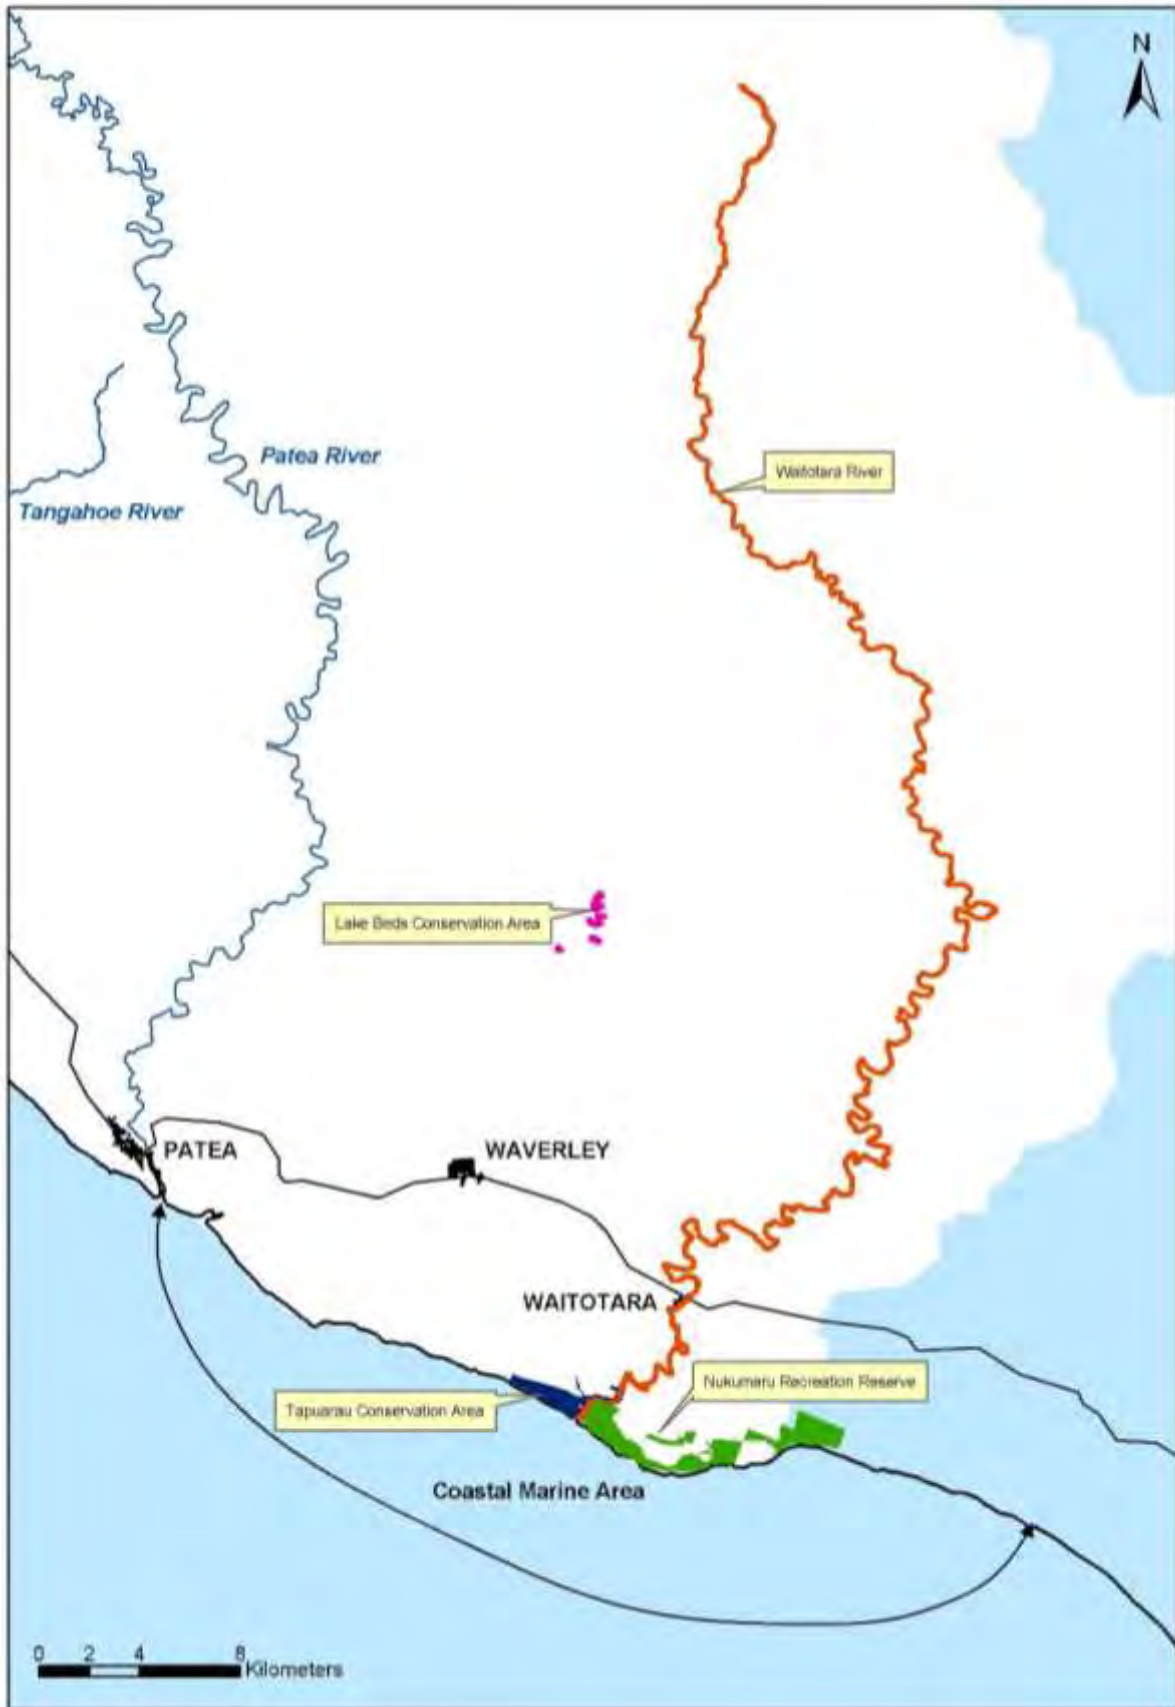 N
Patea River
Waitotara River
Tangahoe River
Lake Beds Conservation Area
PATEA
WAVERLEY
WAITOTARA
Nukumaru Recreation Reserve
Tapuarau Conservation Area
Coastal Marine Area
0 2 4 8
Kilometers